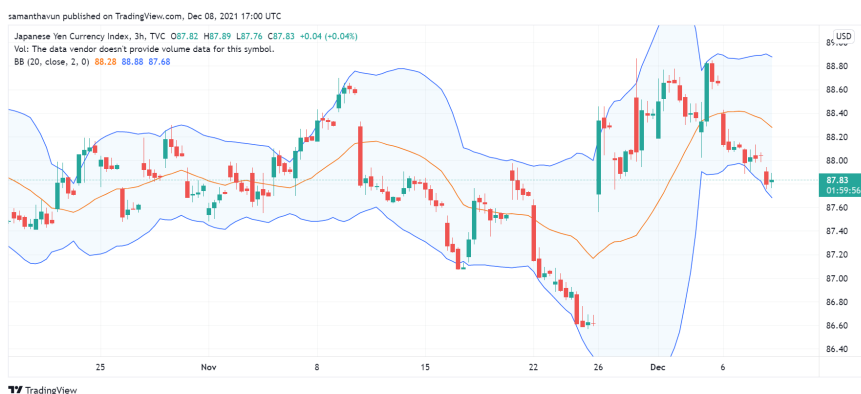 samanthavun published on TradingView.com, Dec 08, 2021 17:00 UTC
Japanese Yen Currency Index, 3h, TVC O87.82 H87.89 L87.76 C87.83 +0.04 (+0.04%)
Vol: The data vendor doesn't provide volume data for this symbol.
BB (20, close, 2, 0) 88.28 88.88 87.68
USD
89.00
88.80
88.60
88.40
88.20
88.00
87.83
01:59:56
87.60
87.40
87.20
87.00
86.80
86.60
86.40
25 Nov 8 15 22 26 Dec 6
TradingView